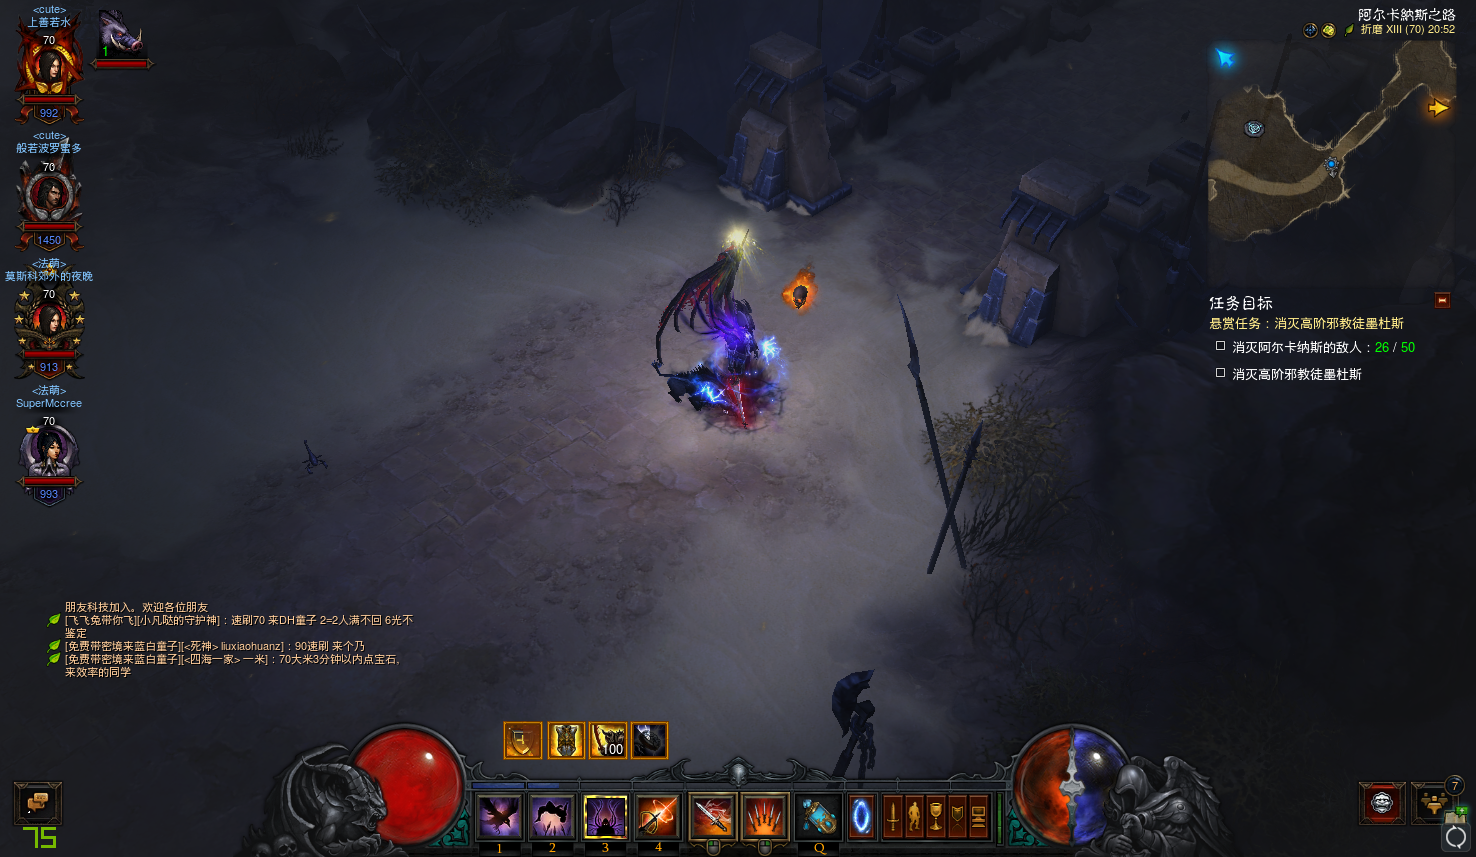 <cute>
上善若水
70
992
1
<cute>
般若波罗蜜多
70
1450
<法萌>
莫斯科郊外的夜晚
70
913
<法萌>
SuperMccree
70
993
阿尔卡纳斯之路
折磨 XIII (70) 20:52
任务目标
悬赏任务：消灭高阶邪教徒墨杜斯
消灭阿尔卡纳斯的敌人：26 / 50
消灭高阶邪教徒墨杜斯
朋友科技加入。欢迎各位朋友
[飞飞兔带你飞][小凡哒的守护神]：速刷70 来DH童子 2=2人满不回 6光不
鉴定
[免费带密境来蓝白童子][<死神> liuxiaohuanz]：90速刷 来个乃
[免费带密境来蓝白童子][<四海一家> 一米]：70大米3分钟以内点宝石,
来效率的同学
100
1
2
3
4
Q
7
75